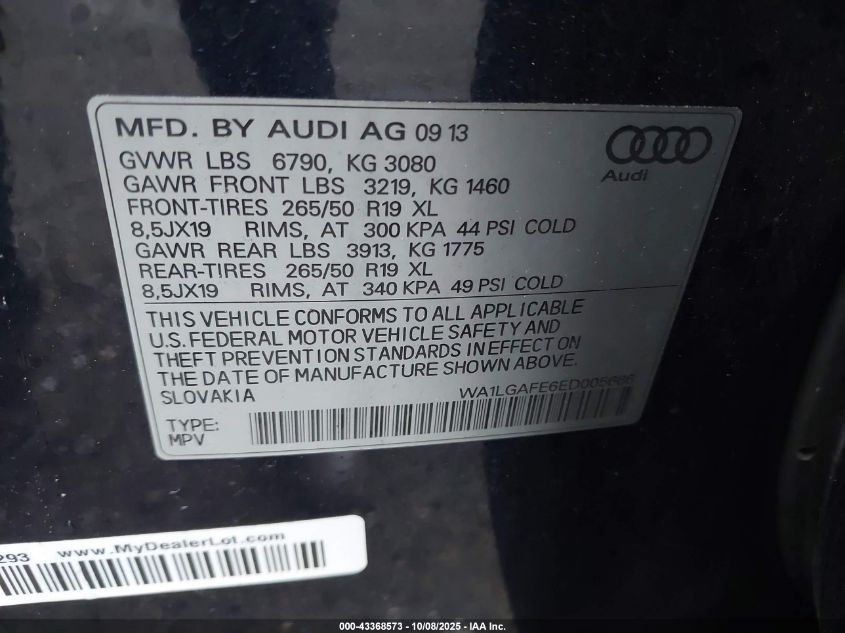 MFD. BY AUDI AG 09 13
GVWR LBS 6790, KG 3080
GAWR FRONT LBS 3219, KG 1460
FRONT-TIRES 265/50 R19 XL
8,5JX19 RIMS, AT 300 KPA 44 PSI COLD
GAWR REAR LBS 3913, KG 1775
REAR-TIRES 265/50 R19 XL
8,5JX19 RIMS, AT 340 KPA 49 PSI COLD
Audi
THIS VEHICLE CONFORMS TO ALL APPLICABLE
U.S. FEDERAL MOTOR VEHICLE SAFETY AND
THEFT PREVENTION STANDARDS IN EFFECT ON
THE DATE OF MANUFACTURE SHOWN ABOVE.
SLOVAKIA WA1LGAFE6ED005686
TYPE:
MPV
293 www.MyDealerLot.com
000-43368573 - 10/08/2025 - IAA Inc.